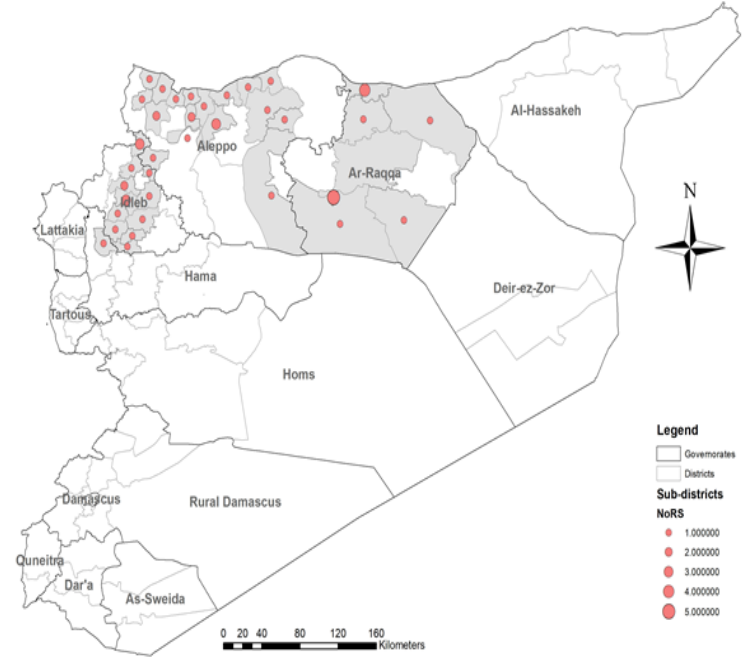 Al-Hassakeh
Aleppo
Ar-Raqqa
N
Idleb
Lattakia
Hama
Deir-ez-Zor
Tartous
Homs
Legend
Governorates
Districts
Damascus
Rural Damascus
Sub-districts
NoRS
1.000000
2.000000
Quneitra
3.000000
Dar'a
4.000000
As-Sweida
5.000000
0 20 40 80 120 160
Kilometers